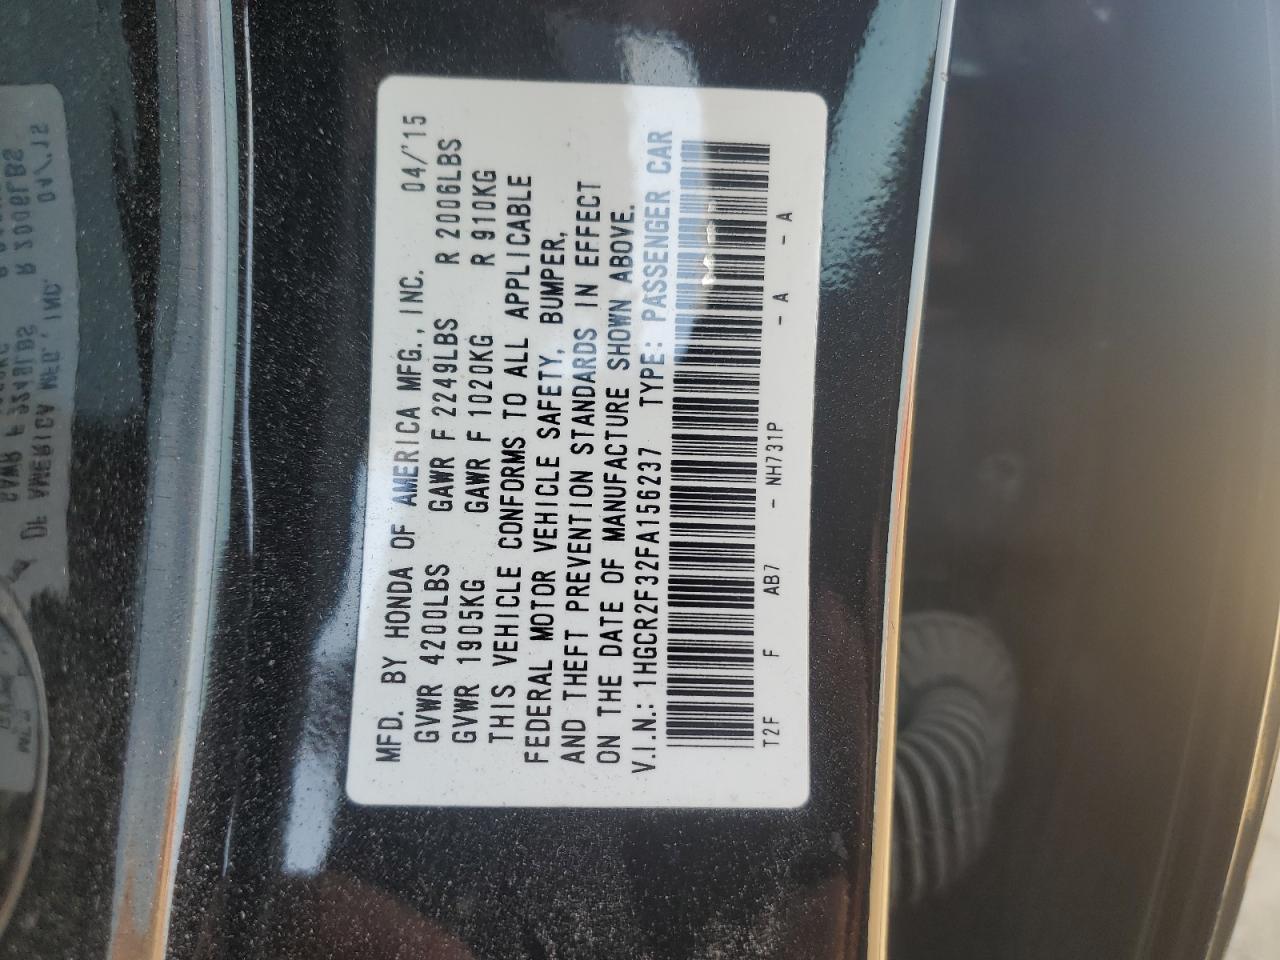 MFD. BY HONDA OF AMERICA MFG., INC. 04/'15
GVWR 4200LBS GAWR F 2249LBS R 2006LBS
GVWR 1905KG GAWR F 1020KG R 910KG
THIS VEHICLE CONFORMS TO ALL APPLICABLE
FEDERAL MOTOR VEHICLE SAFETY, BUMPER,
AND THEFT PREVENTION STANDARDS IN EFFECT
ON THE DATE OF MANUFACTURE SHOWN ABOVE.
V.I.N.: 1HGCR2F32FA156237 TYPE: PASSENGER CAR
T2F F AB7 - NH731P - A - A